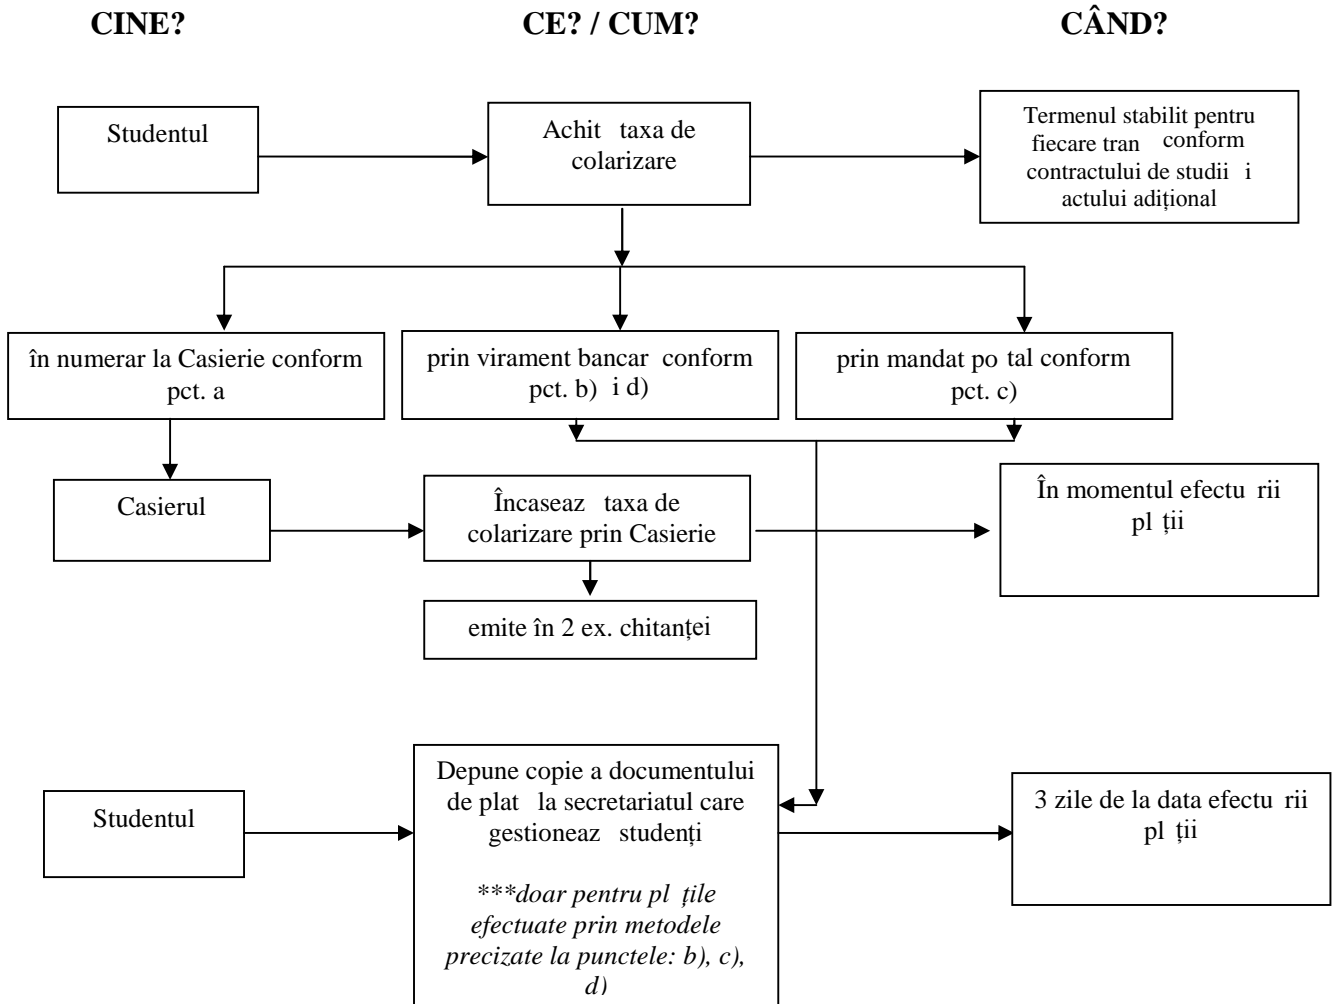 CINE? CE? / CUM? CÂND?
Studentul
Achit taxa de
colarizare
Termenul stabilit pentru
fiecare tran conform
contractului de studii i
actului adițional
în numerar la Casierie conform
pct. a
prin virament bancar conform
pct. b) i d)
prin mandat po tal conform
pct. c)
Casierul
Încaseaz taxa de
colarizare prin Casierie
În momentul efectu rii
pl ții
emite în 2 ex. chitanței
Studentul
Depune copie a documentului
de plat la secretariatul care
gestioneaz studenți
***doar pentru pl țile
efectuate prin metodele
precizate la punctele: b), c),
d)
3 zile de la data efectu rii
pl ții